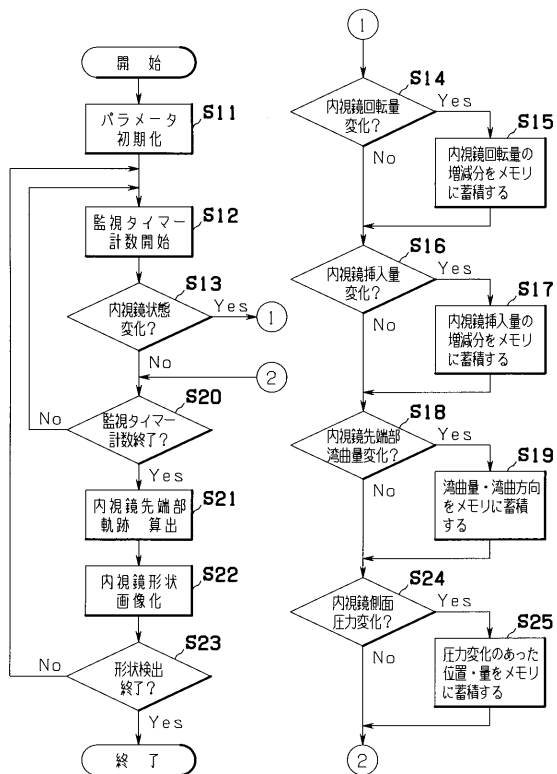 開始
S11
パラメータ
初期化
S12
監視タイマー
計数開始
S13
内視鏡状態
変化?
Yes
1
No
2
S20
No
監視タイマー
計数終了?
Yes
S21
内視鏡先端部
軌跡 算出
S22
内視鏡形状
画像化
S23
No
形状検出
終了?
Yes
終了
1
S14
内視鏡回転量
変化?
Yes
No
S15
内視鏡回転量の
増減分をメモリ
に蓄積する
S16
内視鏡挿入量
変化?
Yes
No
S17
内視鏡挿入量の
増減分をメモリ
に蓄積する
S18
内視鏡先端部
湾曲量変化?
Yes
No
S19
湾曲量・湾曲方向
をメモリに蓄積
する
S24
内視鏡側面
圧力変化?
Yes
No
S25
圧力変化のあった
位置・量をメモリ
に蓄積する
2